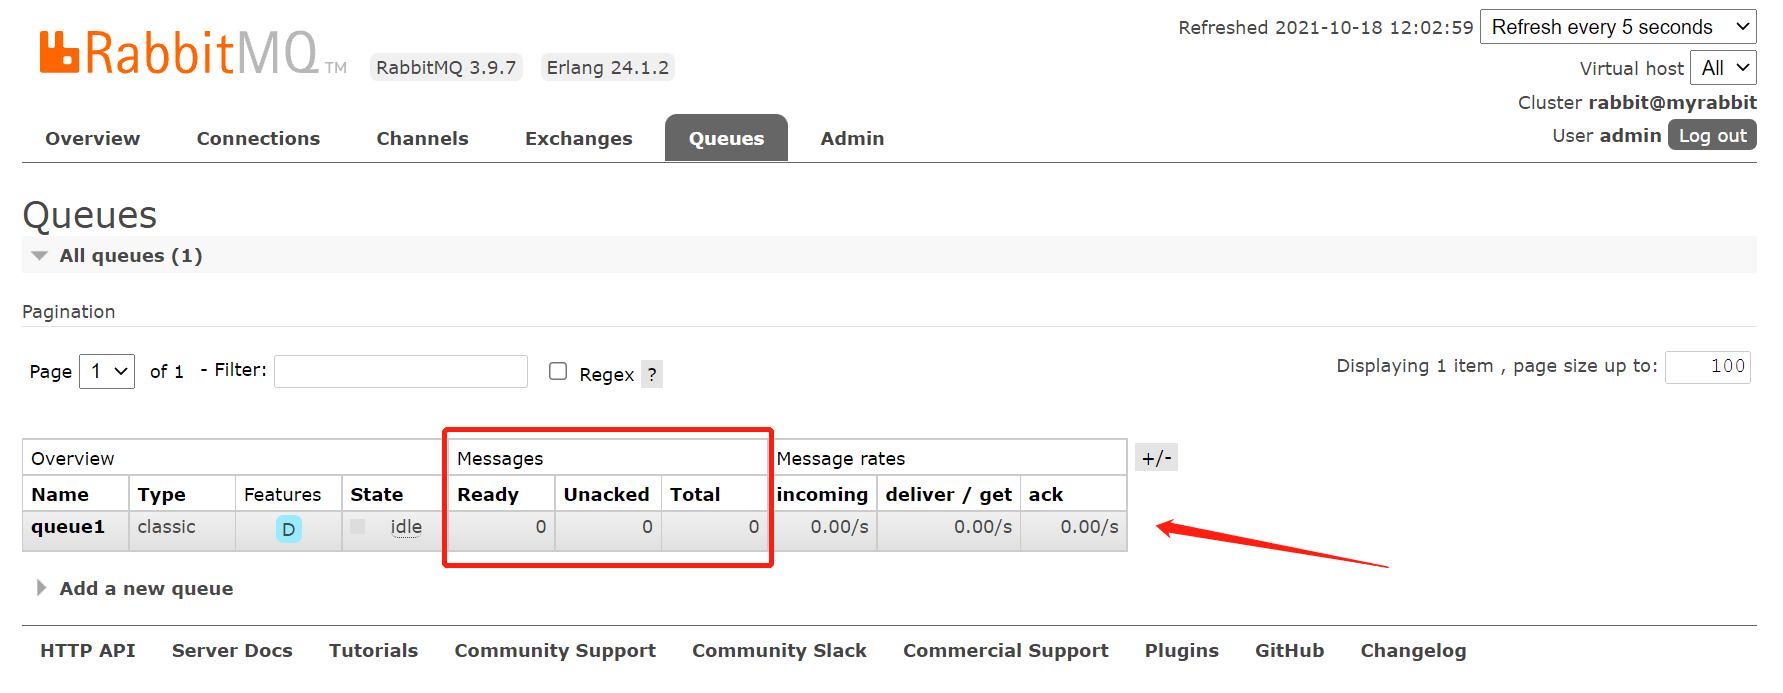 Refreshed 2021-10-18 12:02:59 Refresh every 5 seconds
RabbitMQ TM RabbitMQ 3.9.7 Erlang 24.1.2
Virtual host All
Cluster rabbit@myrabbit
User admin Log out
Overview Connections Channels Exchanges Queues Admin
Queues
All queues (1)
Pagination
Page 1 of 1 - Filter: Regex ? Displaying 1 item , page size up to: 100
Overview Messages Message rates +/-
Name Type Features State Ready Unacked Total incoming deliver / get ack
queue1 classic D idle 0 0 0 0.00/s 0.00/s 0.00/s
Add a new queue
HTTP API Server Docs Tutorials Community Support Community Slack Commercial Support Plugins GitHub Changelog